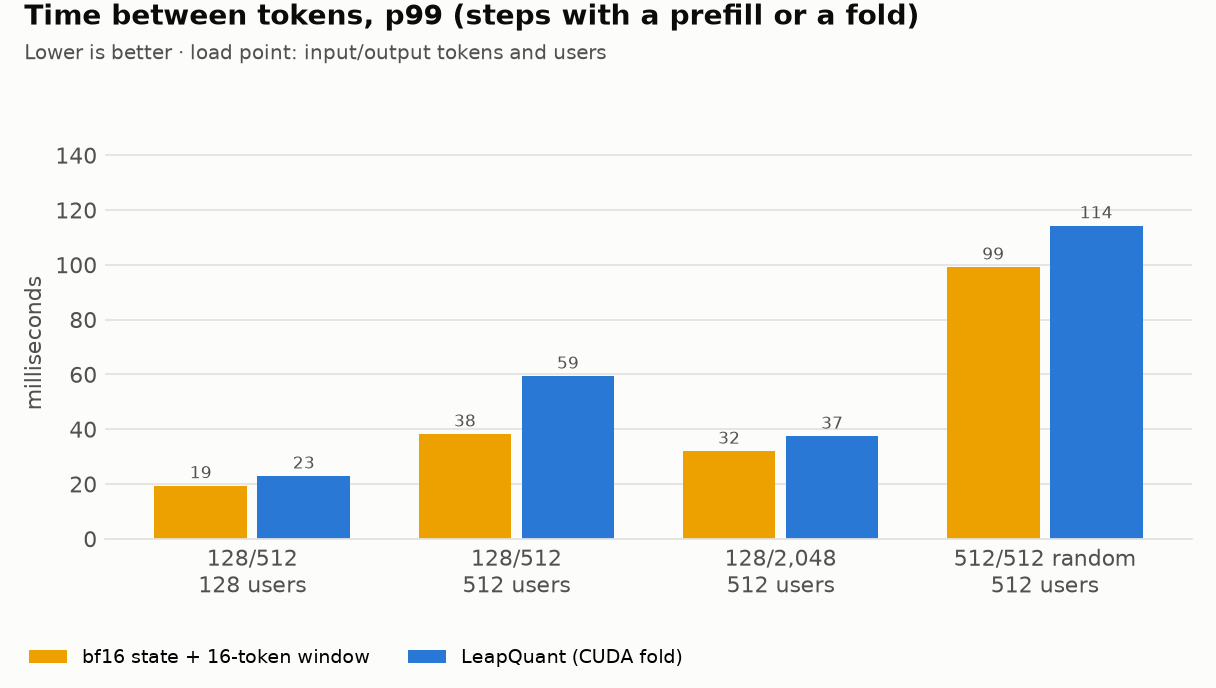 Time between tokens, p99 (steps with a prefill or a fold)
Lower is better · load point: input/output tokens and users
milliseconds
140
120
100
80
60
40
20
0
19
23
38
59
32
37
99
114
128/512
128 users
128/512
512 users
128/2,048
512 users
512/512 random
512 users
bf16 state + 16-token window
LeapQuant (CUDA fold)